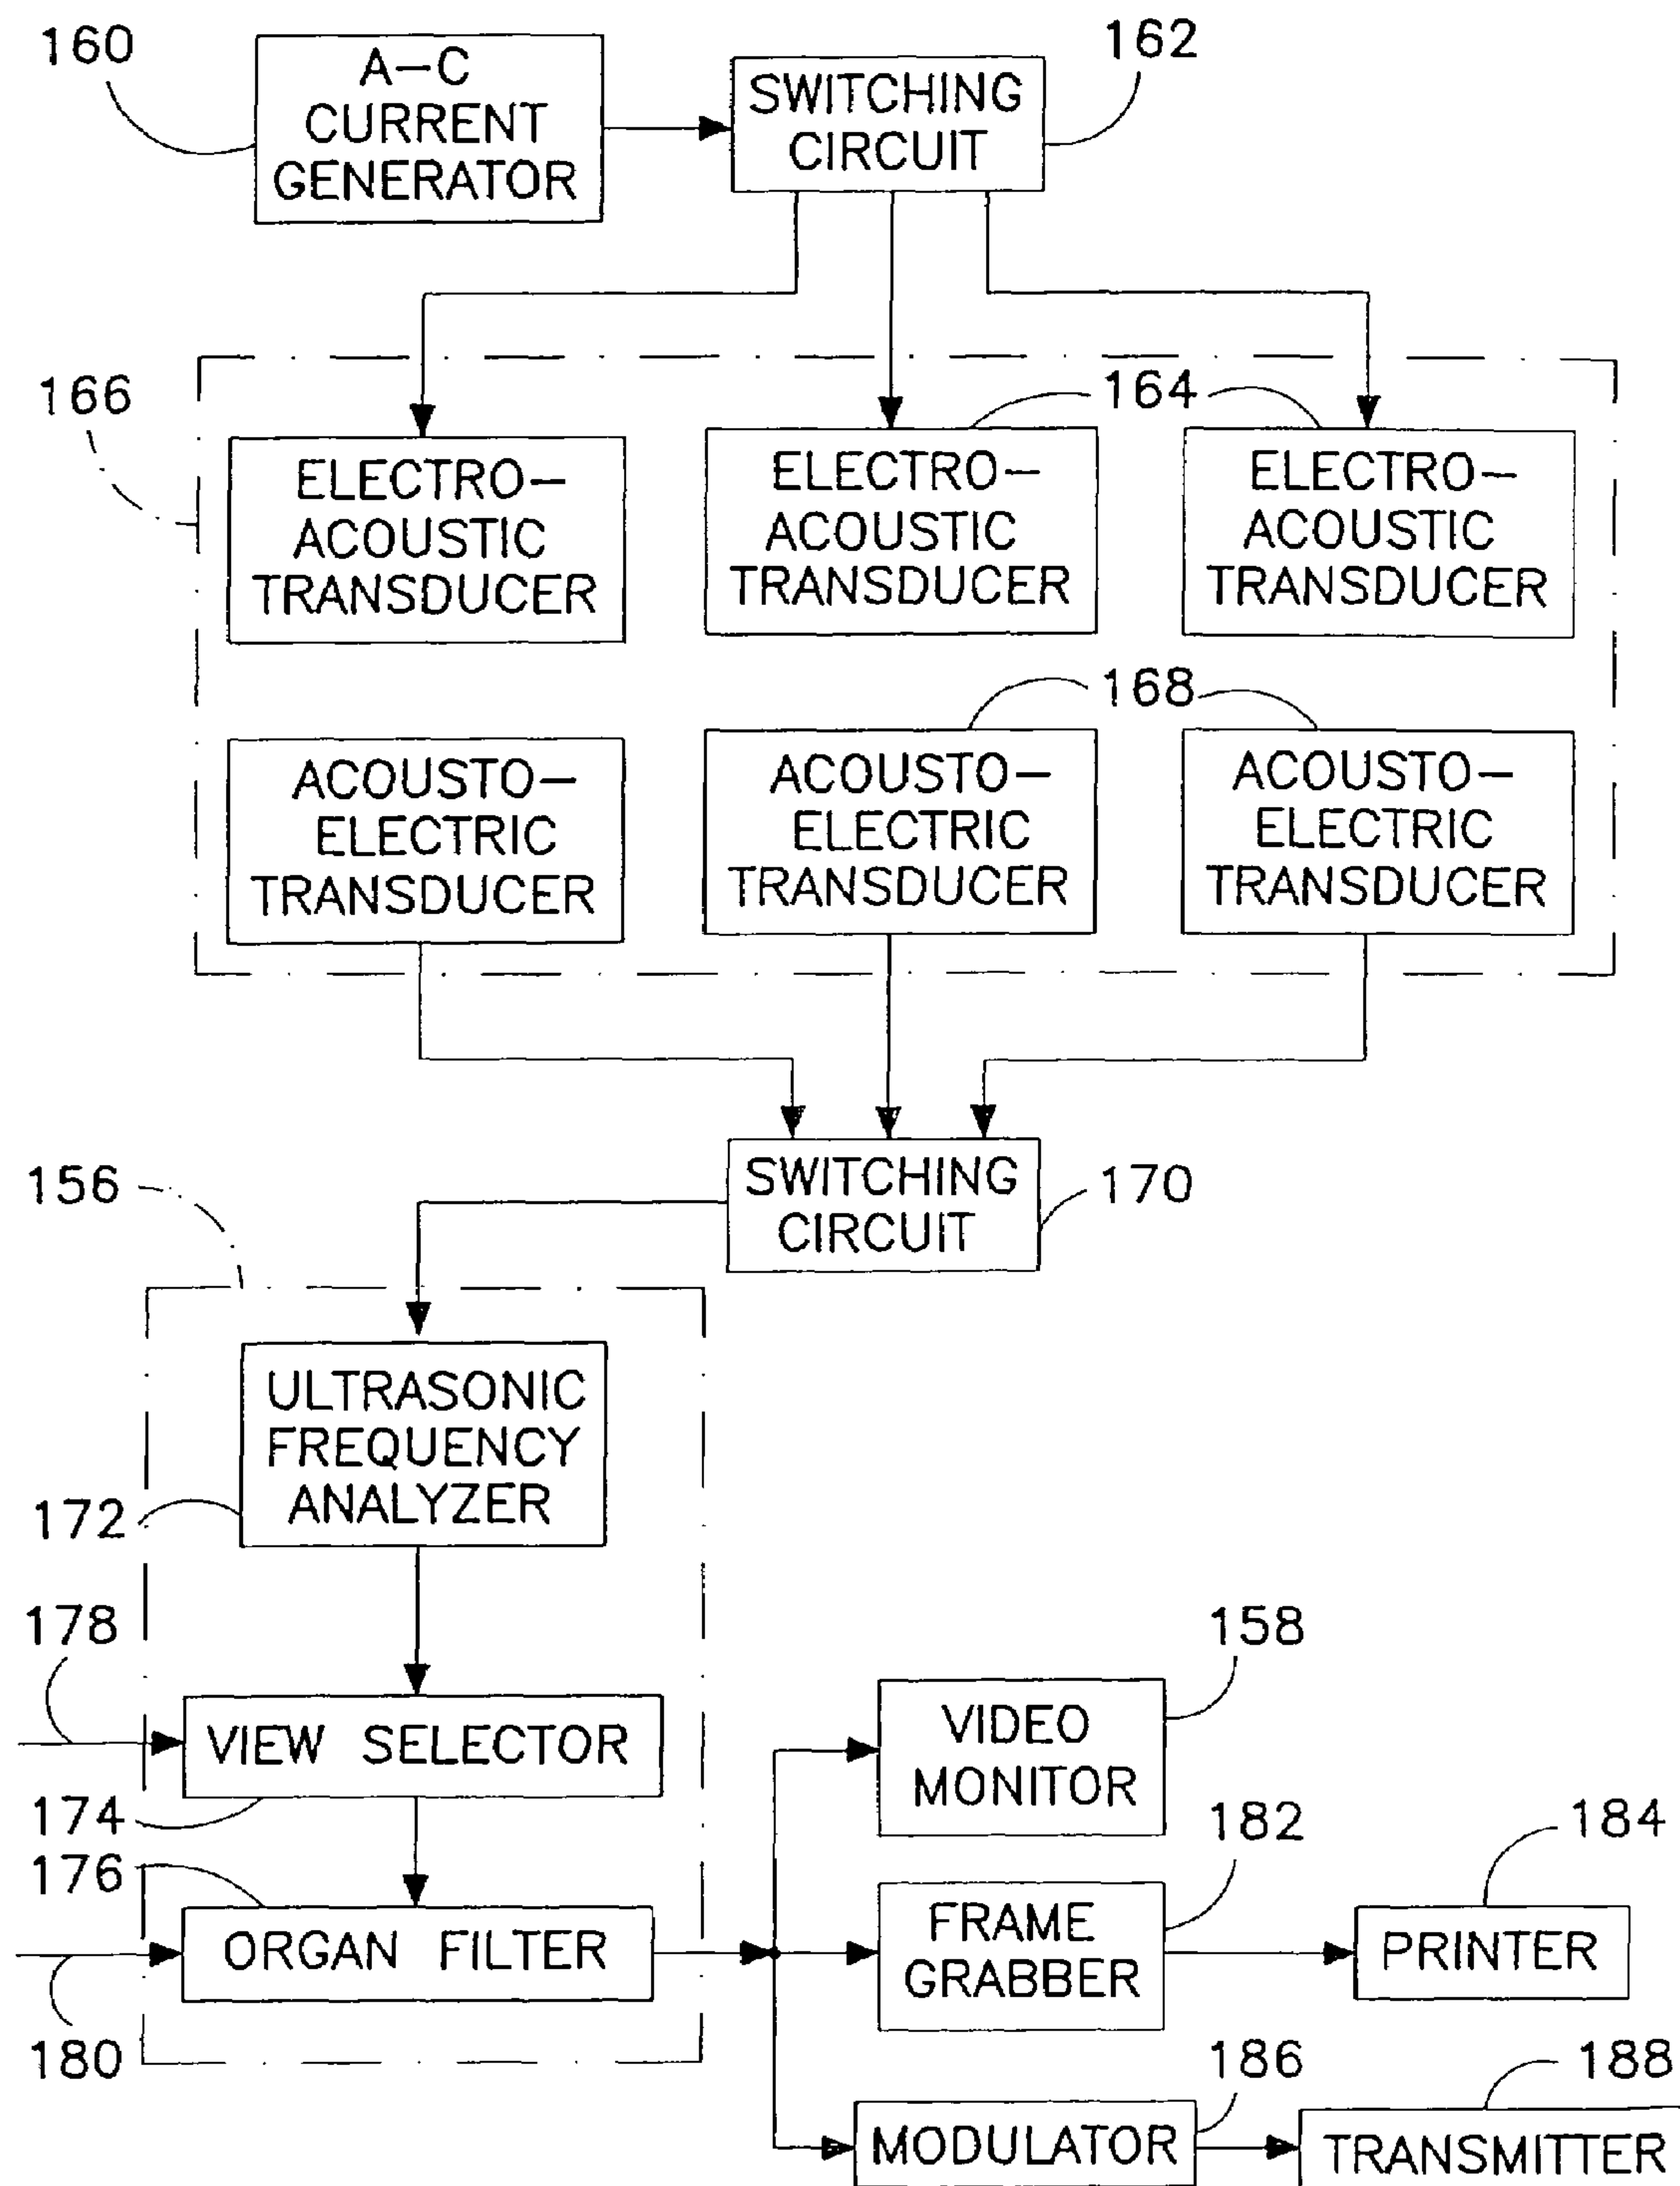 160
A-C
CURRENT
GENERATOR
SWITCHING
CIRCUIT
162
166
164
ELECTRO-
ACOUSTIC
TRANSDUCER
ELECTRO-
ACOUSTIC
TRANSDUCER
ELECTRO-
ACOUSTIC
TRANSDUCER
168
ACOUSTO-
ELECTRIC
TRANSDUCER
ACOUSTO-
ELECTRIC
TRANSDUCER
ACOUSTO-
ELECTRIC
TRANSDUCER
156
SWITCHING
CIRCUIT
170
ULTRASONIC
FREQUENCY
ANALYZER
172
178
VIEW SELECTOR
174
176
ORGAN FILTER
180
158
VIDEO
MONITOR
182
FRAME
GRABBER
184
PRINTER
186
MODULATOR
188
TRANSMITTER